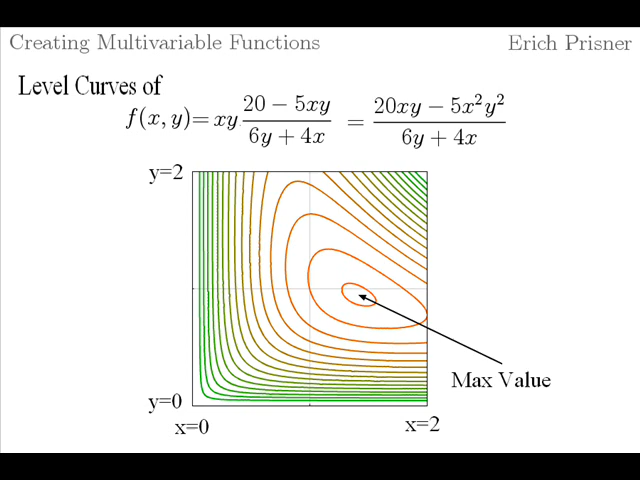 Creating Multivariable Functions Erich Prisner
Level Curves of
f(x, y) = xy (20 − 5xy)/(6y + 4x) = (20xy − 5x²y²)/(6y + 4x)
y=2
Max Value
y=0
x=0 x=2